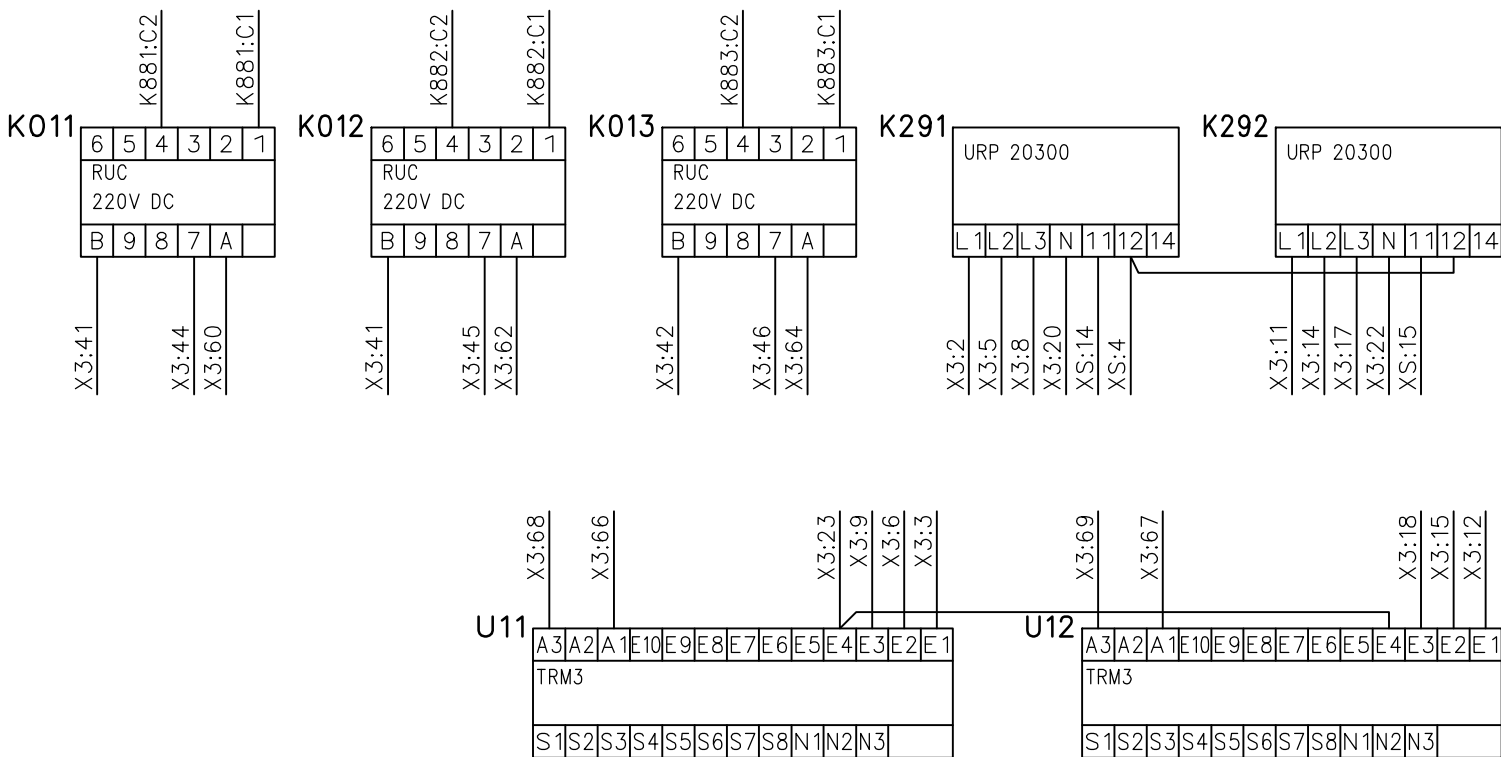 K881:C2 K881:C1 K882:C2 K882:C1 K883:C2 K883:C1
K011 K012 K013 K291 K292
6 5 4 3 2 1
RUC
220V DC
B 9 8 7 A
6 5 4 3 2 1
RUC
220V DC
B 9 8 7 A
6 5 4 3 2 1
RUC
220V DC
B 9 8 7 A
URP 20300
L1 L2 L3 N 11 12 14
URP 20300
L1 L2 L3 N 11 12 14
X3:41 X3:44 X3:60
X3:41 X3:45 X3:62
X3:42 X3:46 X3:64
X3:2 X3:5 X3:8 X3:20 XS:14 XS:4
X3:11 X3:14 X3:17 X3:22 XS:15
X3:68 X3:66 X3:23 X3:9 X3:6 X3:3
U11
A3 A2 A1 E10 E9 E8 E7 E6 E5 E4 E3 E2 E1
TRM3
S1 S2 S3 S4 S5 S6 S7 S8 N1 N2 N3
X3:69 X3:67 X3:18 X3:15 X3:12
U12
A3 A2 A1 E10 E9 E8 E7 E6 E5 E4 E3 E2 E1
TRM3
S1 S2 S3 S4 S5 S6 S7 S8 N1 N2 N3